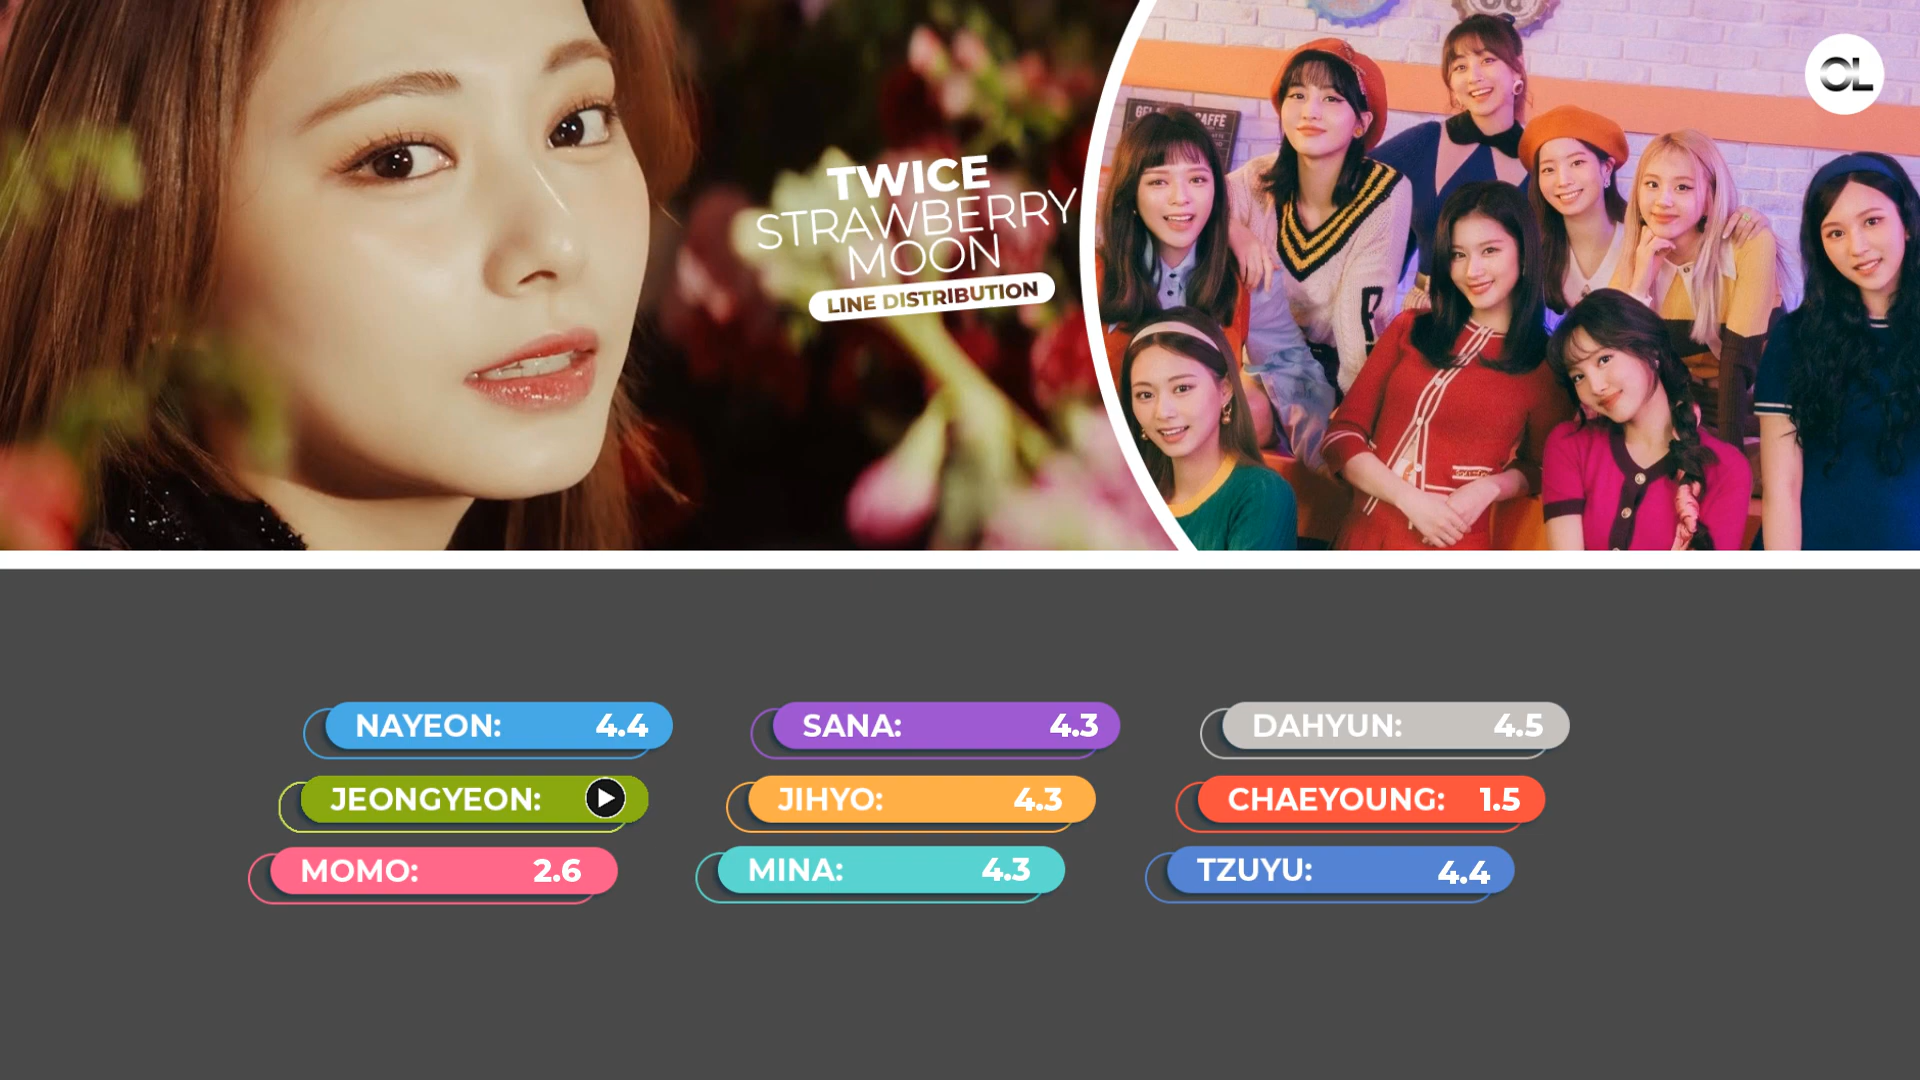 TWICE
STRAWBERRY
MOON
LINE DISTRIBUTION
OL
NAYEON: 4.4
SANA: 4.3
DAHYUN: 4.5
JEONGYEON:
JIHYO: 4.3
CHAEYOUNG: 1.5
MOMO: 2.6
MINA: 4.3
TZUYU: 4.4